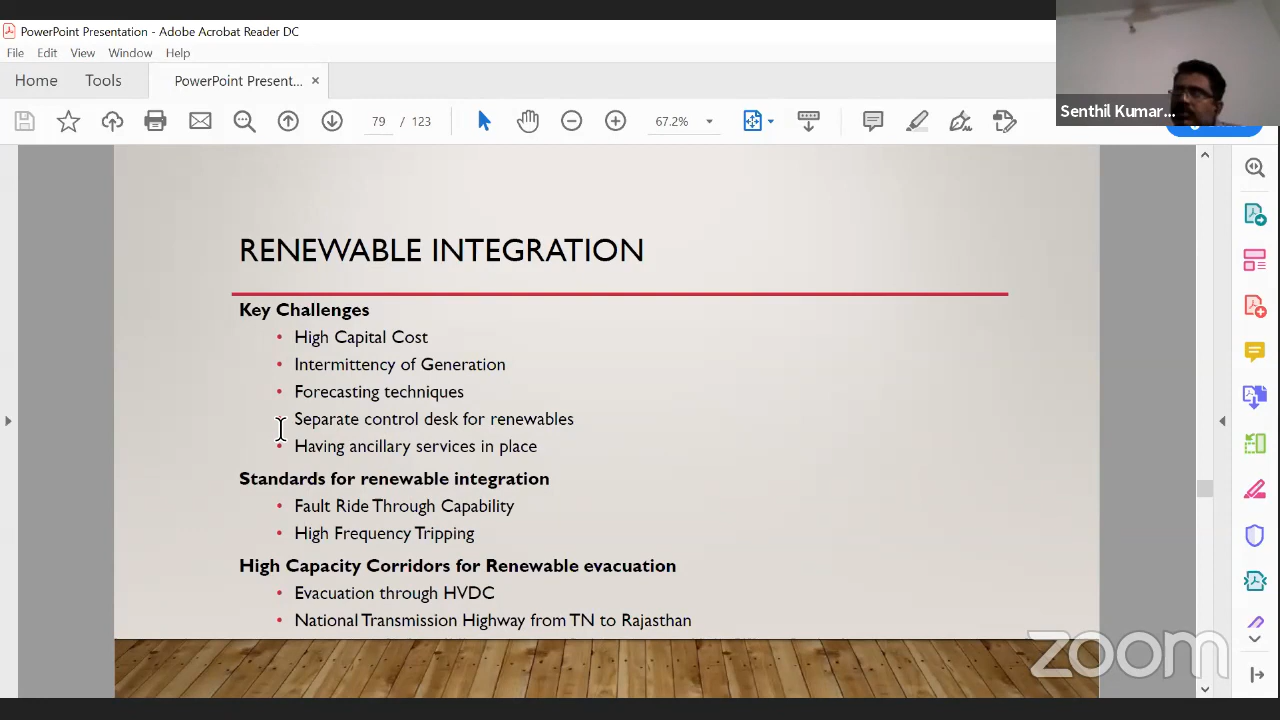 PowerPoint Presentation - Adobe Acrobat Reader DC
File Edit View Window Help
Home Tools PowerPoint Present... ×
79 / 123 67.2%
Senthil Kumar...
RENEWABLE INTEGRATION
Key Challenges
• High Capital Cost
• Intermittency of Generation
• Forecasting techniques
Separate control desk for renewables
• Having ancillary services in place
Standards for renewable integration
• Fault Ride Through Capability
• High Frequency Tripping
High Capacity Corridors for Renewable evacuation
• Evacuation through HVDC
• National Transmission Highway from TN to Rajasthan
zoom